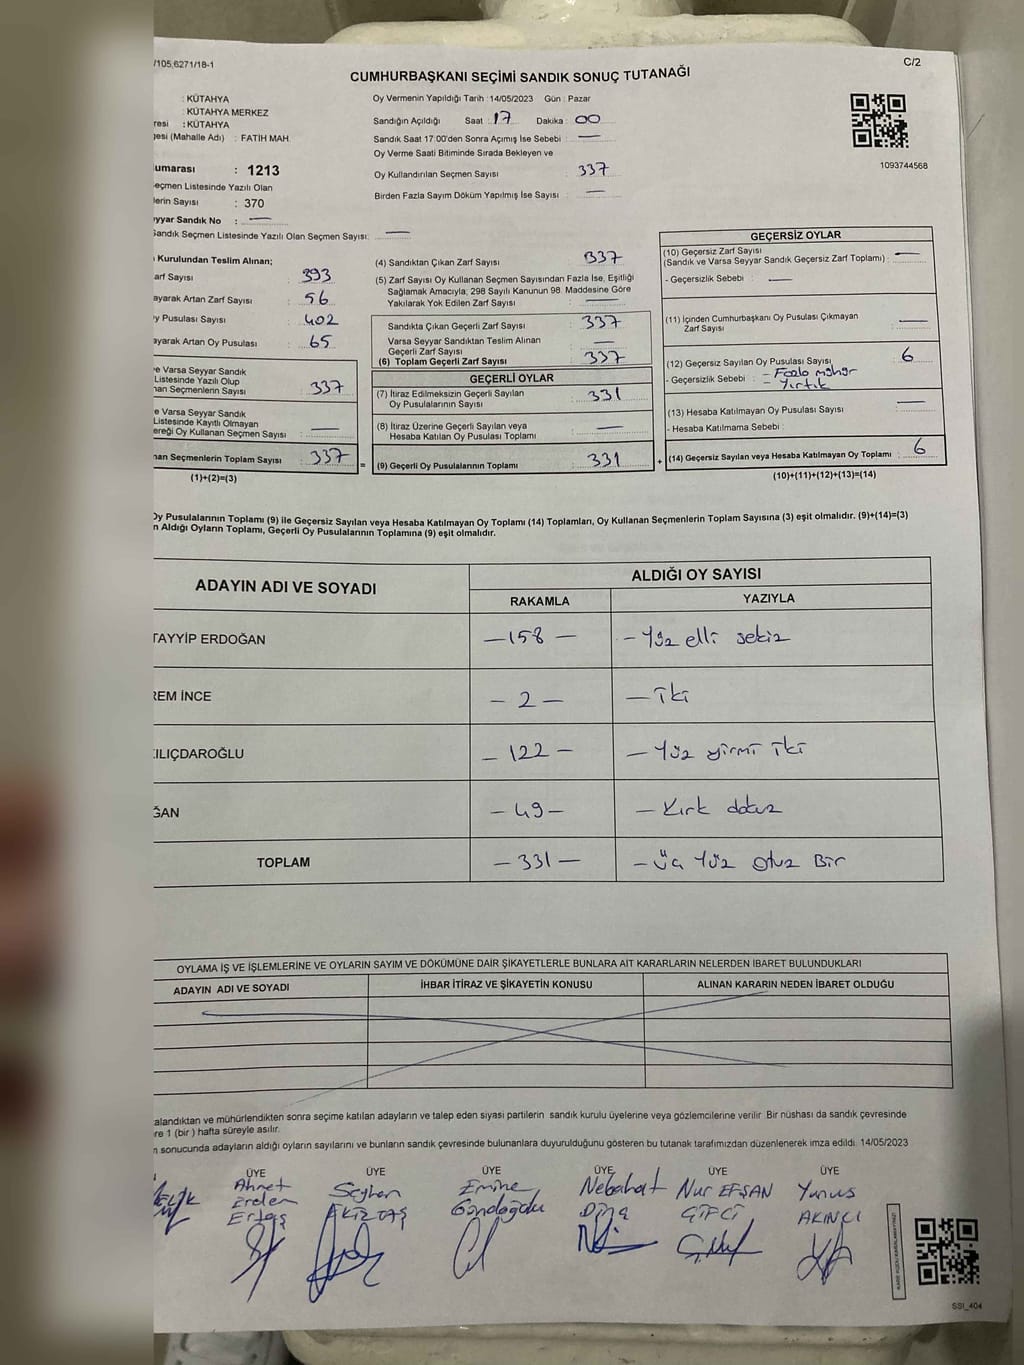 /105,6271/18-1
C/2
CUMHURBAŞKANI SEÇİMİ SANDIK SONUÇ TUTANAĞI
: KÜTAHYA
: KÜTAHYA MERKEZ
resi : KÜTAHYA
gesi (Mahalle Adı) : FATİH MAH.
umarası : 1213
eçmen Listesinde Yazılı Olan
lerin Sayısı : 370
yyar Sandık No : —
Sandık Seçmen Listesinde Yazılı Olan Seçmen Sayısı: —
Oy Vermenin Yapıldığı Tarih : 14/05/2023 Gün : Pazar
Sandığın Açıldığı Saat : 17 Dakika : 00
Sandık Saat 17:00'den Sonra Açımış İse Sebebi : —
Oy Verme Saati Bitiminde Sırada Bekleyen ve
Oy Kullandırılan Seçmen Sayısı : 337
Birden Fazla Sayım Döküm Yapılmış İse Sayısı : —
1093744568
Kurulundan Teslim Alınan;
arf Sayısı : 393
ayarak Artan Zarf Sayısı : 56
y Pusulası Sayısı : 402
ayarak Artan Oy Pusulası : 65
e Varsa Seyyar Sandık
Listesinde Yazılı Olup
nan Seçmenlerin Sayısı : 337
e Varsa Seyyar Sandık
Listesinde Kayıtlı Olmayan
ereği Oy Kullanan Seçmen Sayısı : —
nan Seçmenlerin Toplam Sayısı : 337
(1)+(2)=(3)
=
(4) Sandıktan Çıkan Zarf Sayısı : 337
(5) Zarf Sayısı Oy Kullanan Seçmen Sayısından Fazla İse, Eşitliği
Sağlamak Amacıyla; 298 Sayılı Kanunun 98. Maddesine Göre
Yakılarak Yok Edilen Zarf Sayısı : —
Sandıkta Çıkan Geçerli Zarf Sayısı : 337
Varsa Seyyar Sandıktan Teslim Alınan
Geçerli Zarf Sayısı : —
(6) Toplam Geçerli Zarf Sayısı : 337
GEÇERLİ OYLAR
(7) İtiraz Edilmeksizin Geçerli Sayılan
Oy Pusulalarının Sayısı : 331
(8) İtiraz Üzerine Geçerli Sayılan veya
Hesaba Katılan Oy Pusulası Toplamı : —
(9) Geçerli Oy Pusulalarının Toplamı : 331
+
GEÇERSİZ OYLAR
(10) Geçersiz Zarf Sayısı
(Sandık ve Varsa Seyyar Sandık Geçersiz Zarf Toplamı) : —
- Geçersizlik Sebebi : —
(11) İçinden Cumhurbaşkanı Oy Pusulası Çıkmayan
Zarf Sayısı : —
(12) Geçersiz Sayılan Oy Pusulası Sayısı : 6
- Geçersizlik Sebebi : – Fazla mühür
– Yırtık
(13) Hesaba Katılmayan Oy Pusulası Sayısı : —
- Hesaba Katılmama Sebebi :
(14) Geçersiz Sayılan veya Hesaba Katılmayan Oy Toplamı : 6
(10)+(11)+(12)+(13)=(14)
Oy Pusulalarının Toplamı (9) ile Geçersiz Sayılan veya Hesaba Katılmayan Oy Toplamı (14) Toplamları, Oy Kullanan Seçmenlerin Toplam Sayısına (3) eşit olmalıdır. (9)+(14)=(3)
n Aldığı Oyların Toplamı, Geçerli Oy Pusulalarının Toplamına (9) eşit olmalıdır.
ADAYIN ADI VE SOYADI
ALDIĞI OY SAYISI
RAKAMLA YAZIYLA
TAYYİP ERDOĞAN —158— – Yüz elli sekiz
REM İNCE – 2 — — İki
ILIÇDAROĞLU — 122 — — Yüz yirmi iki
ĞAN — 49 — — Kırk dokuz
TOPLAM — 331 — — Üç Yüz Otuz Bir
OYLAMA İŞ VE İŞLEMLERİNE VE OYLARIN SAYIM VE DÖKÜMÜNE DAİR ŞİKAYETLERLE BUNLARA AİT KARARLARIN NELERDEN İBARET BULUNDUKLARI
ADAYIN ADI VE SOYADI İHBAR İTİRAZ VE ŞİKAYETİN KONUSU ALINAN KARARIN NEDEN İBARET OLDUĞU
alandıktan ve mühürlendikten sonra seçime katılan adayların ve talep eden siyasi partilerin sandık kurulu üyelerine veya gözlemcilerine verilir. Bir nüshası da sandık çevresinde
re 1 (bir) hafta süreyle asılır.
n sonucunda adayların aldığı oyların sayılarını ve bunların sandık çevresinde bulunanlara duyurulduğunu gösteren bu tutanak tarafımızdan düzenlenerek imza edildi. 14/05/2023
ÜYE ÜYE ÜYE ÜYE ÜYE ÜYE
Ahmet Seyhan Emine Nebahat Nur EFŞAN Yunus
Erdem EKİZTAŞ Gündoğdu ÇİFCİ AKINCI
Ertaş
SSI_404